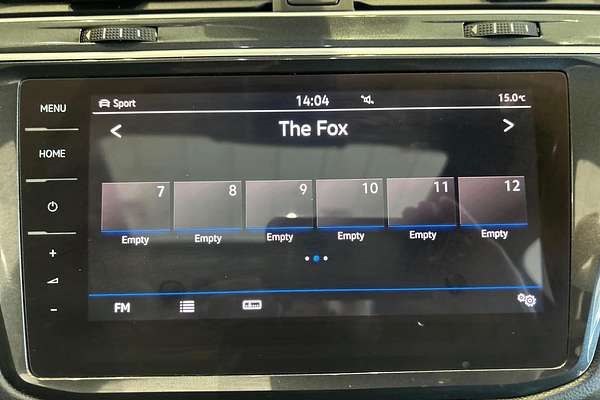 MENU
HOME
+
-
Sport 14:04 15.0°C
< The Fox >
7 8 9 10 11 12
Empty Empty Empty Empty Empty Empty
FM